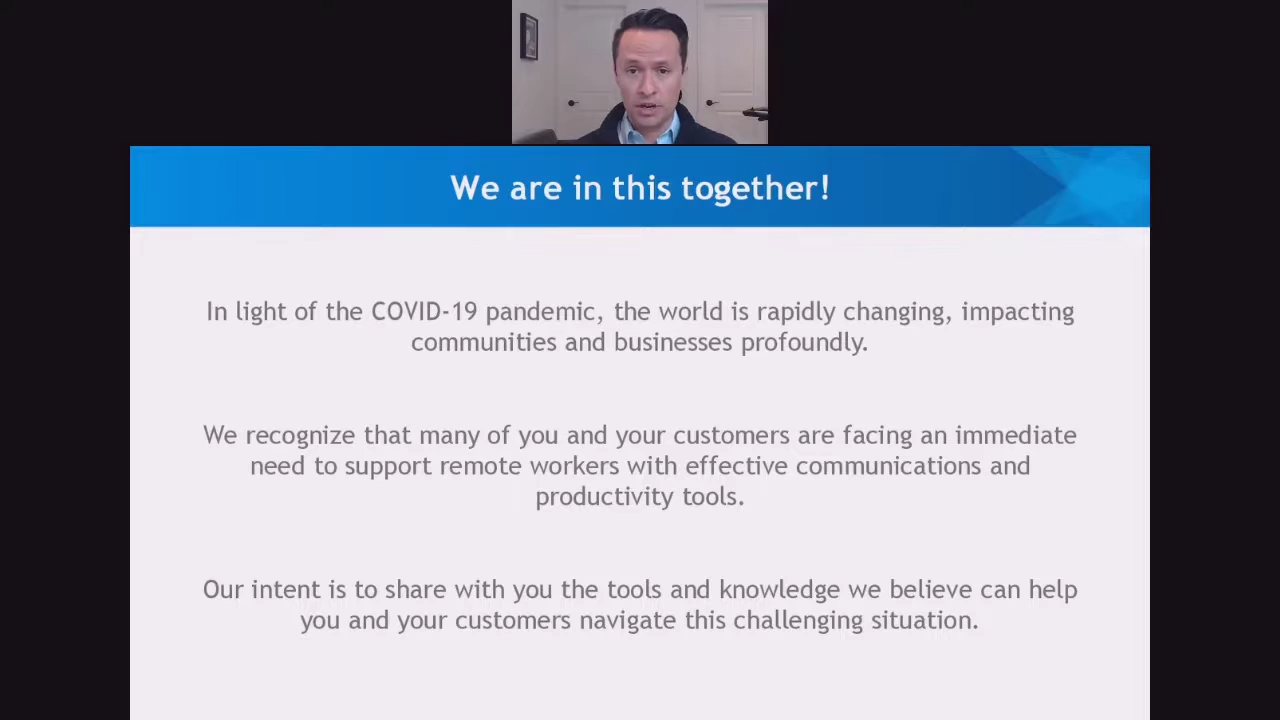 We are in this together!
In light of the COVID-19 pandemic, the world is rapidly changing, impacting
communities and businesses profoundly.
We recognize that many of you and your customers are facing an immediate
need to support remote workers with effective communications and
productivity tools.
Our intent is to share with you the tools and knowledge we believe can help
you and your customers navigate this challenging situation.